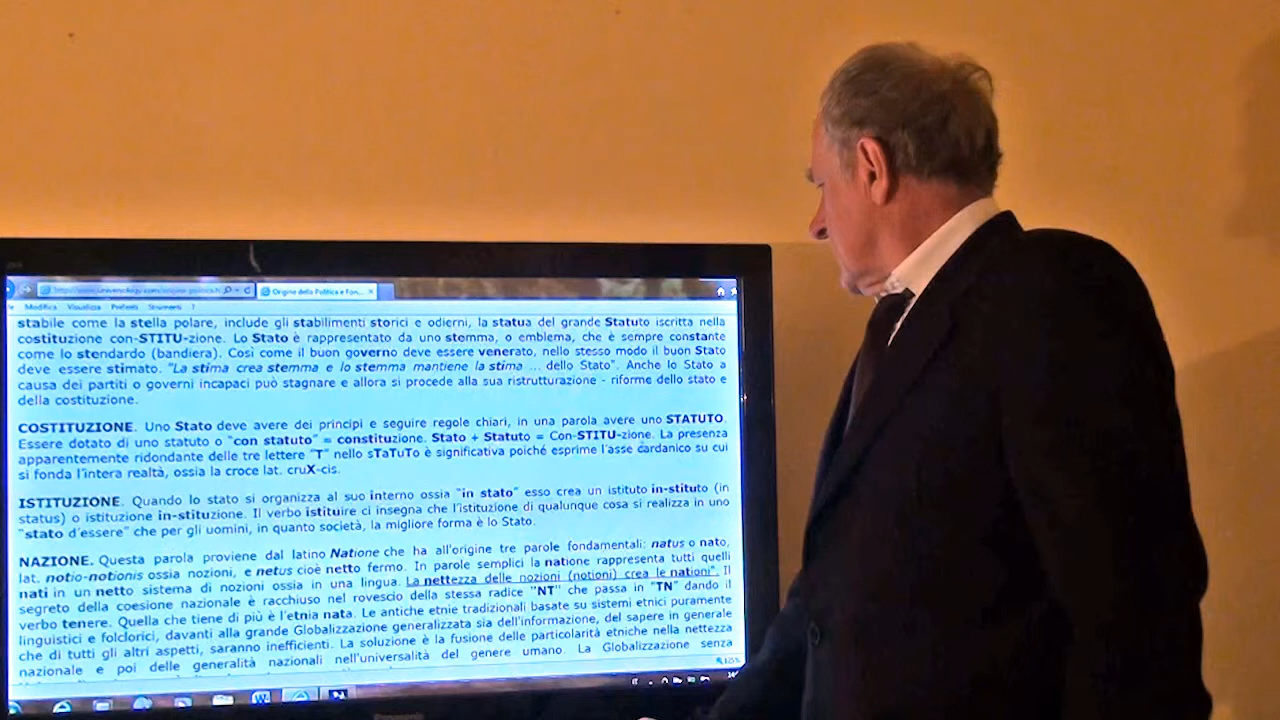 Origine della Politica e Fon...
Modifica Visualizza Preferiti Strumenti ?
stabile come la stella polare, include gli stabilimenti storici e odierni, la statua del grande Statuto iscritta nella
costituzione con-STITU-zione. Lo Stato è rappresentato da uno stomma, o emblema, che è sempre constante
come lo stendardo (bandiera). Così come il buon governo deve essere venerato, nello stesso modo il buon Stato
deve essere stimato. "La stima crea stemma e lo stemma mantiene la stima ... dello Stato". Anche lo Stato a
causa dei partiti o governi incapaci può stagnare e allora si procede alla sua ristrutturazione - riforme dello stato e
della costituzione.
COSTITUZIONE. Uno Stato deve avere dei principi e seguire regole chiari, in una parola avere uno STATUTO.
Essere dotato di uno statuto o "con statuto" = constituzione. Stato + Statuto = Con-STITU-zione. La presenza
apparentemente ridondante delle tre lettere "T" nello sTaTuTo è significativa poiché esprime l'asse cardanico su cui
si fonda l'intera realtà, ossia la croce lat. cruX-cis.
ISTITUZIONE. Quando lo stato si organizza al suo interno ossia "in stato" esso crea un istituto in-stituto (in
status) o istituzione in-stituzione. Il verbo istituire ci insegna che l'istituzione di qualunque cosa si realizza in uno
"stato d'essere" che per gli uomini, in quanto società, la migliore forma è lo Stato.
NAZIONE. Questa parola proviene dal latino Natione che ha all'origine tre parole fondamentali: natus o nato,
lat. notio-notionis ossia nozioni, e netus cioè netto fermo. In parole semplici la natione rappresenta tutti quelli
nati in un netto sistema di nozioni ossia in una lingua. La nettezza delle nozioni (notioni) crea le nationi". Il
segreto della coesione nazionale è racchiuso nel rovescio della stessa radice "NT" che passa in "TN" dando il
verbo tenere. Quella che tiene di più è l'etnia nata. Le antiche etnie tradizionali basate su sistemi etnici puramente
linguistici e folclorici, davanti alla grande Globalizzazione generalizzata sia dell'informazione, del sapere in generale
che di tutti gli altri aspetti, saranno inefficienti. La soluzione è la fusione delle particolarità etniche nella nettezza
nazionale e poi delle generalità nazionali nell'universalità del genere umano. La Globalizzazione senza
Panasonic